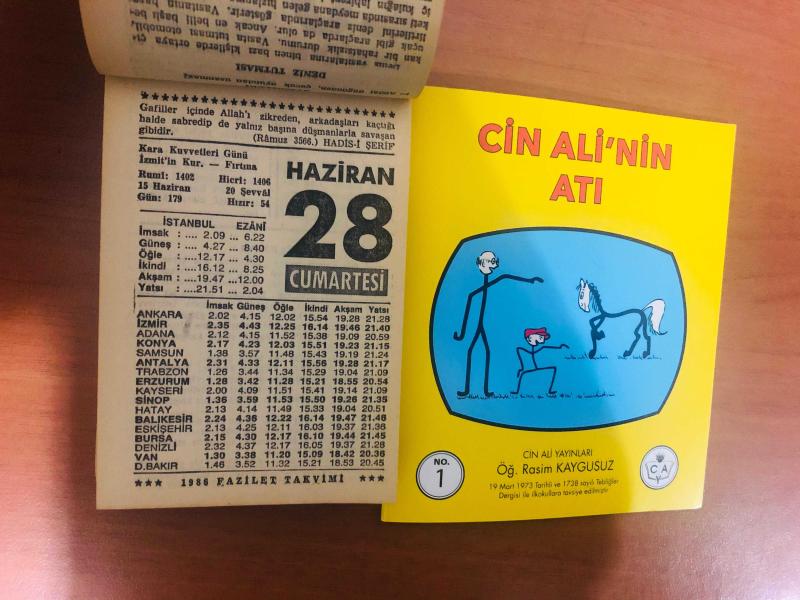 DENİZ TUTMASI
Gafiller içinde Allah'ı zikreden, arkadaşları kaçtığı
halde sabredip de yalnız başına düşmanlarla savaşan
gibidir. (Râmuz 3566.) HADİS-İ ŞERİF
Kara Kuvvetleri Günü
İzmit'in Kur. — Fırtına
Rumî: 1402 Hicrî: 1406
15 Haziran 20 Şevvâl
Gün: 179 Hızır: 54
HAZİRAN
28
CUMARTESİ
İSTANBUL EZÂNİ
İmsak : .... 2.09 ... 6.22
Güneş : .... 4.27 ... 8.40
Öğle : ....12.17 ... 4.30
İkindi : ....16.12 ... 8.25
Akşam : ....19.47 ...12.00
Yatsı : ....21.51 ... 2.04
İmsak Güneş Öğle İkindi Akşam Yatsı
ANKARA 2.02 4.15 12.02 15.54 19.28 21.28
İZMİR 2.35 4.43 12.25 16.14 19.46 21.40
ADANA 2.12 4.15 11.52 15.38 19.09 20.59
KONYA 2.17 4.23 12.03 15.51 19.23 21.15
SAMSUN 1.38 3.57 11.48 15.43 19.19 21.24
ANTALYA 2.31 4.33 12.11 15.56 19.28 21.17
TRABZON 1.26 3.44 11.34 15.29 19.04 21.09
ERZURUM 1.28 3.42 11.28 15.21 18.55 20.54
KAYSERİ 2.00 4.09 11.51 15.41 19.14 21.09
SİNOP 1.36 3.59 11.53 15.50 19.26 21.35
HATAY 2.13 4.14 11.49 15.33 19.04 20.51
BALIKESİR 2.24 4.36 12.22 16.14 19.47 21.48
ESKİŞEHİR 2.13 4.25 12.11 16.03 19.37 21.38
BURSA 2.15 4.30 12.17 16.10 19.44 21.45
DENİZLİ 2.32 4.37 12.17 16.05 19.37 21.28
VAN 1.30 3.38 11.20 15.09 18.42 20.36
D.BAKIR 1.46 3.52 11.32 15.21 18.53 20.45
*** 1986 FAZİLET TAKVİMİ ***
CİN ALİ'NİN
ATI
CİN ALİ YAYINLARI
Öğ. Rasim KAYGUSUZ
19 Mart 1973 Tarihli ve 1738 sayılı Tebliğler
Dergisi ile ilkokullara tavsiye edilmiştir
NO.
1
C A